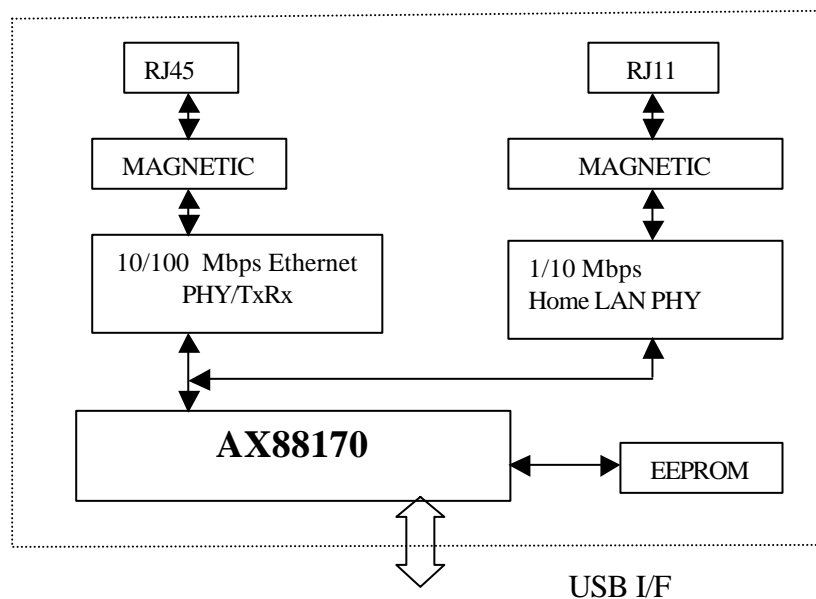 RJ45
RJ11
MAGNETIC
MAGNETIC
10/100 Mbps Ethernet
PHY/TxRx
1/10 Mbps
Home LAN PHY
AX88170
EEPROM
USB I/F